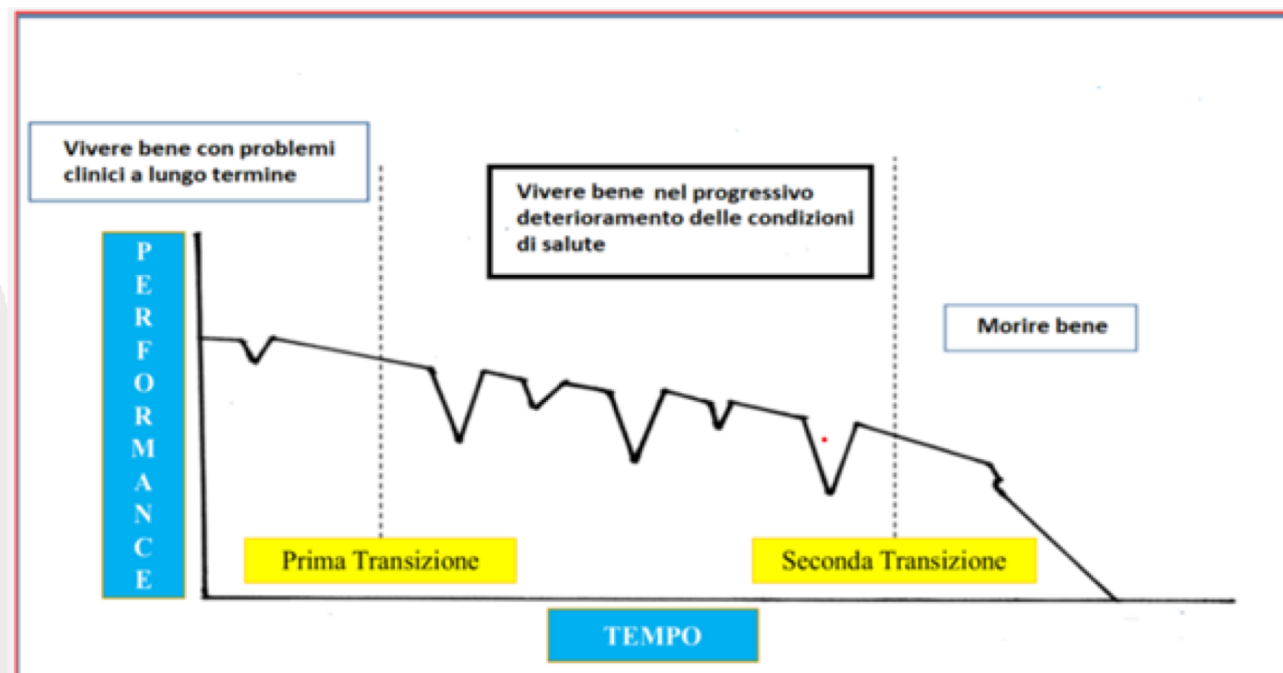 Vivere bene con problemi
clinici a lungo termine
Vivere bene nel progressivo
deterioramento delle condizioni
di salute
Morire bene
PERFORMANCE
Prima Transizione
Seconda Transizione
TEMPO